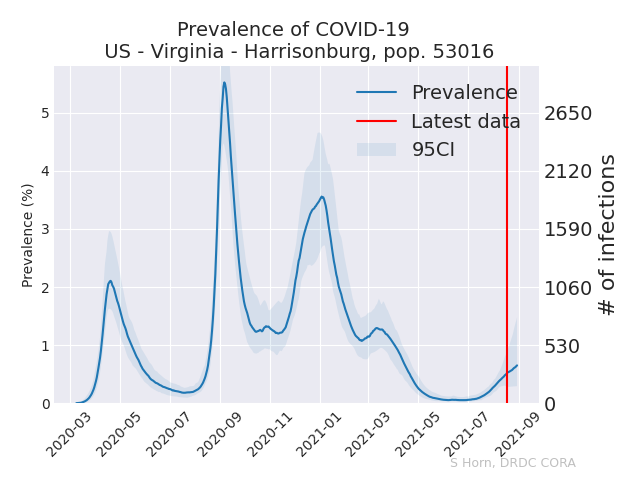 Prevalence of COVID-19
US - Virginia - Harrisonburg, pop. 53016
Prevalence
Latest data
95CI
Prevalence (%)
5
4
3
2
1
0
2650
2120
1590
1060
530
0
# of infections
2020-03
2020-05
2020-07
2020-09
2020-11
2021-01
2021-03
2021-05
2021-07
2021-09
S Horn, DRDC CORA